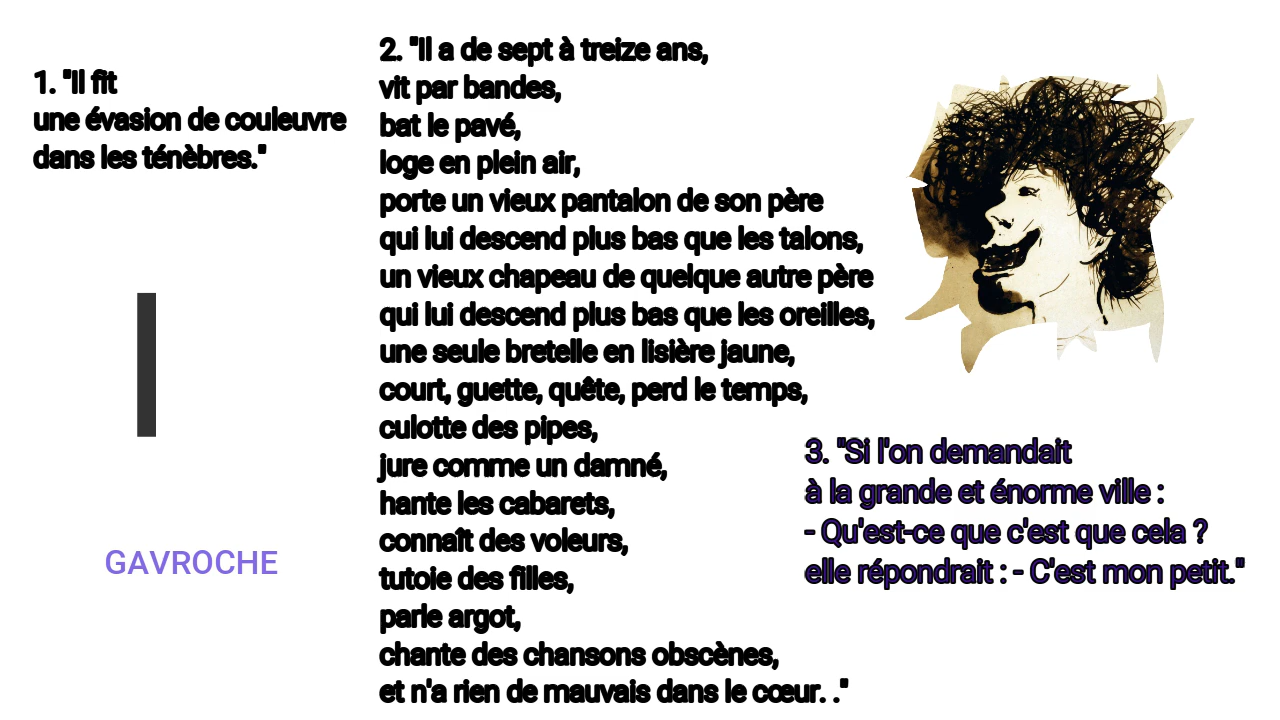 1. "Il fit
une évasion de couleuvre
dans les ténèbres."
GAVROCHE
2. "Il a de sept à treize ans,
vit par bandes,
bat le pavé,
loge en plein air,
porte un vieux pantalon de son père
qui lui descend plus bas que les talons,
un vieux chapeau de quelque autre père
qui lui descend plus bas que les oreilles,
une seule bretelle en lisière jaune,
court, guette, quête, perd le temps,
culotte des pipes,
jure comme un damné,
hante les cabarets,
connaît des voleurs,
tutoie des filles,
parle argot,
chante des chansons obscènes,
et n'a rien de mauvais dans le cœur. ."
3. "Si l'on demandait
à la grande et énorme ville :
- Qu'est-ce que c'est que cela ?
elle répondrait : - C'est mon petit."